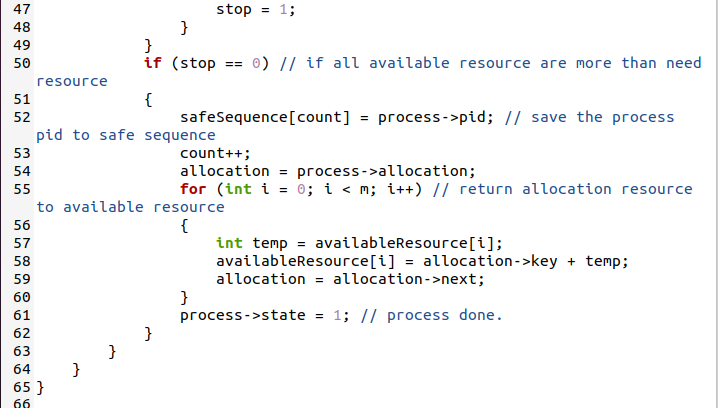 47                     stop = 1;
48                 }
49             }
50             if (stop == 0) // if all available resource are more than need
resource
51             {
52                 safeSequence[count] = process->pid; // save the process
pid to safe sequence
53                 count++;
54                 allocation = process->allocation;
55                 for (int i = 0; i < m; i++) // return allocation resource
to available resource
56                 {
57                     int temp = availableResource[i];
58                     availableResource[i] = allocation->key + temp;
59                     allocation = allocation->next;
60                 }
61                 process->state = 1; // process done.
62             }
63         }
64     }
65 }
66